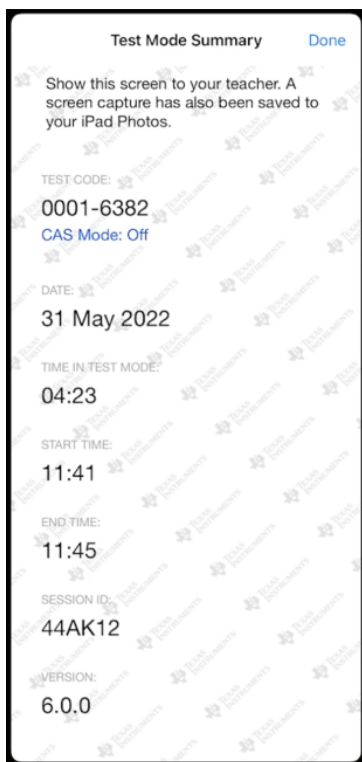 Test Mode Summary Done
Show this screen to your teacher. A
screen capture has also been saved to
your iPad Photos.
TEST CODE:
0001-6382
CAS Mode: Off
DATE:
31 May 2022
TIME IN TEST MODE:
04:23
START TIME:
11:41
END TIME:
11:45
SESSION ID:
44AK12
VERSION:
6.0.0
TEXAS
INSTRUMENTS